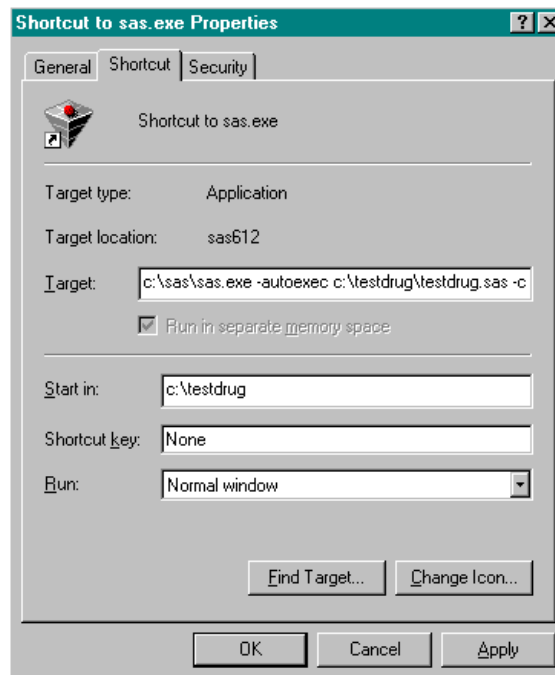 Shortcut to sas.exe Properties
General Shortcut Security
Shortcut to sas.exe
Target type: Application
Target location: sas612
Target: c:\sas\sas.exe -autoexec c:\testdrug\testdrug.sas -c
Run in separate memory space
Start in: c:\testdrug
Shortcut key: None
Run: Normal window
Find Target... Change Icon...
OK Cancel Apply